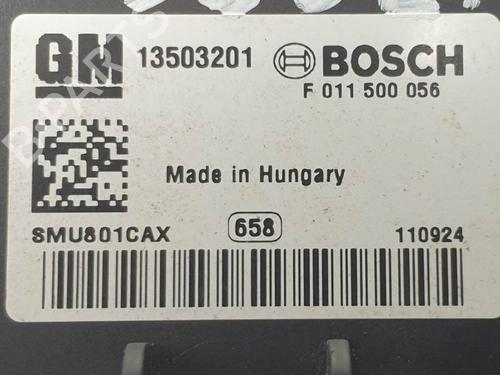 GM 13503201 BOSCH
F 011 500 056
Made in Hungary
SMU801CAX 658 110924